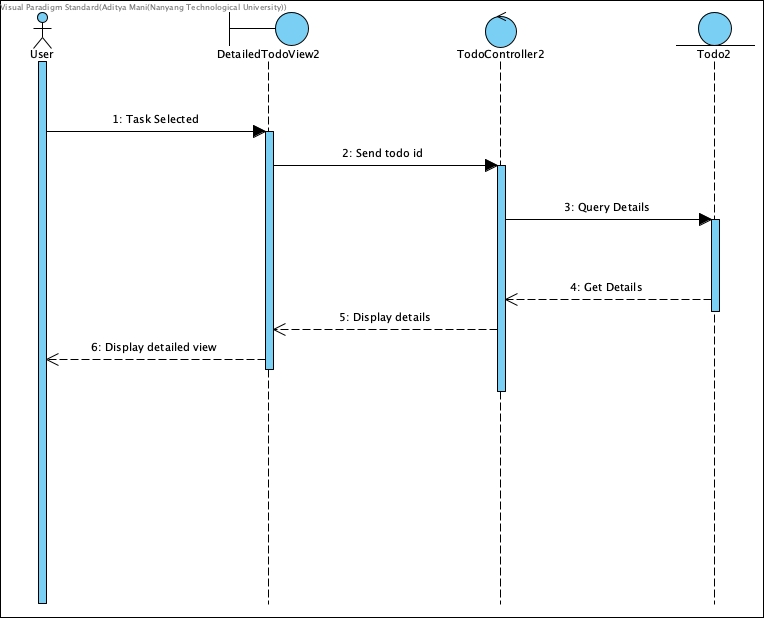 Visual Paradigm Standard(Aditya Mani(Nanyang Technological University))
User
DetailedTodoView2
TodoController2
Todo2
1: Task Selected
2: Send todo id
3: Query Details
4: Get Details
5: Display details
6: Display detailed view